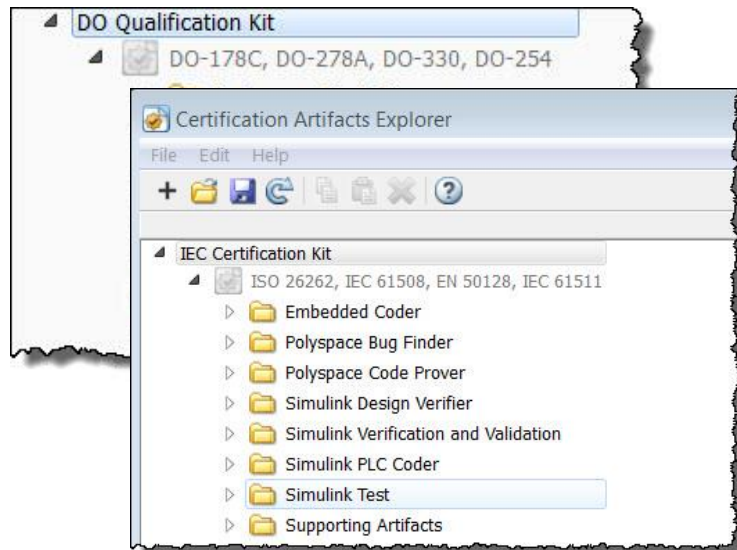 DO Qualification Kit
DO-178C, DO-278A, DO-330, DO-254
Certification Artifacts Explorer
File Edit Help
IEC Certification Kit
ISO 26262, IEC 61508, EN 50128, IEC 61511
Embedded Coder
Polyspace Bug Finder
Polyspace Code Prover
Simulink Design Verifier
Simulink Verification and Validation
Simulink PLC Coder
Simulink Test
Supporting Artifacts